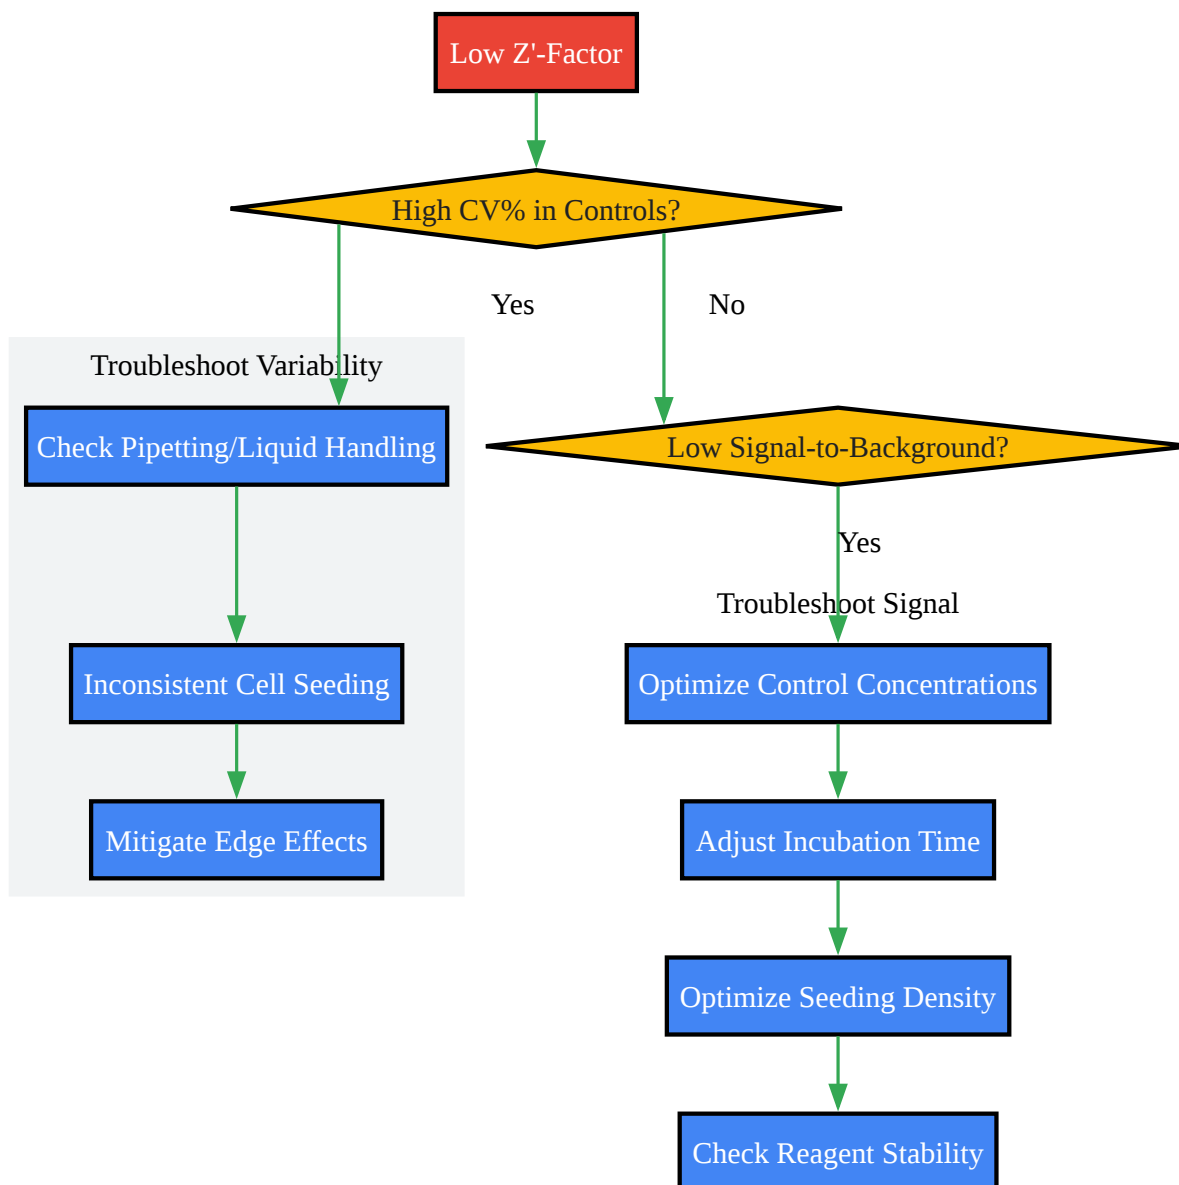 Low Z'-Factor
High CV% in Controls?
Yes
No
Troubleshoot Variability
Check Pipetting/Liquid Handling
Low Signal-to-Background?
Yes
Troubleshoot Signal
Inconsistent Cell Seeding
Optimize Control Concentrations
Mitigate Edge Effects
Adjust Incubation Time
Optimize Seeding Density
Check Reagent Stability